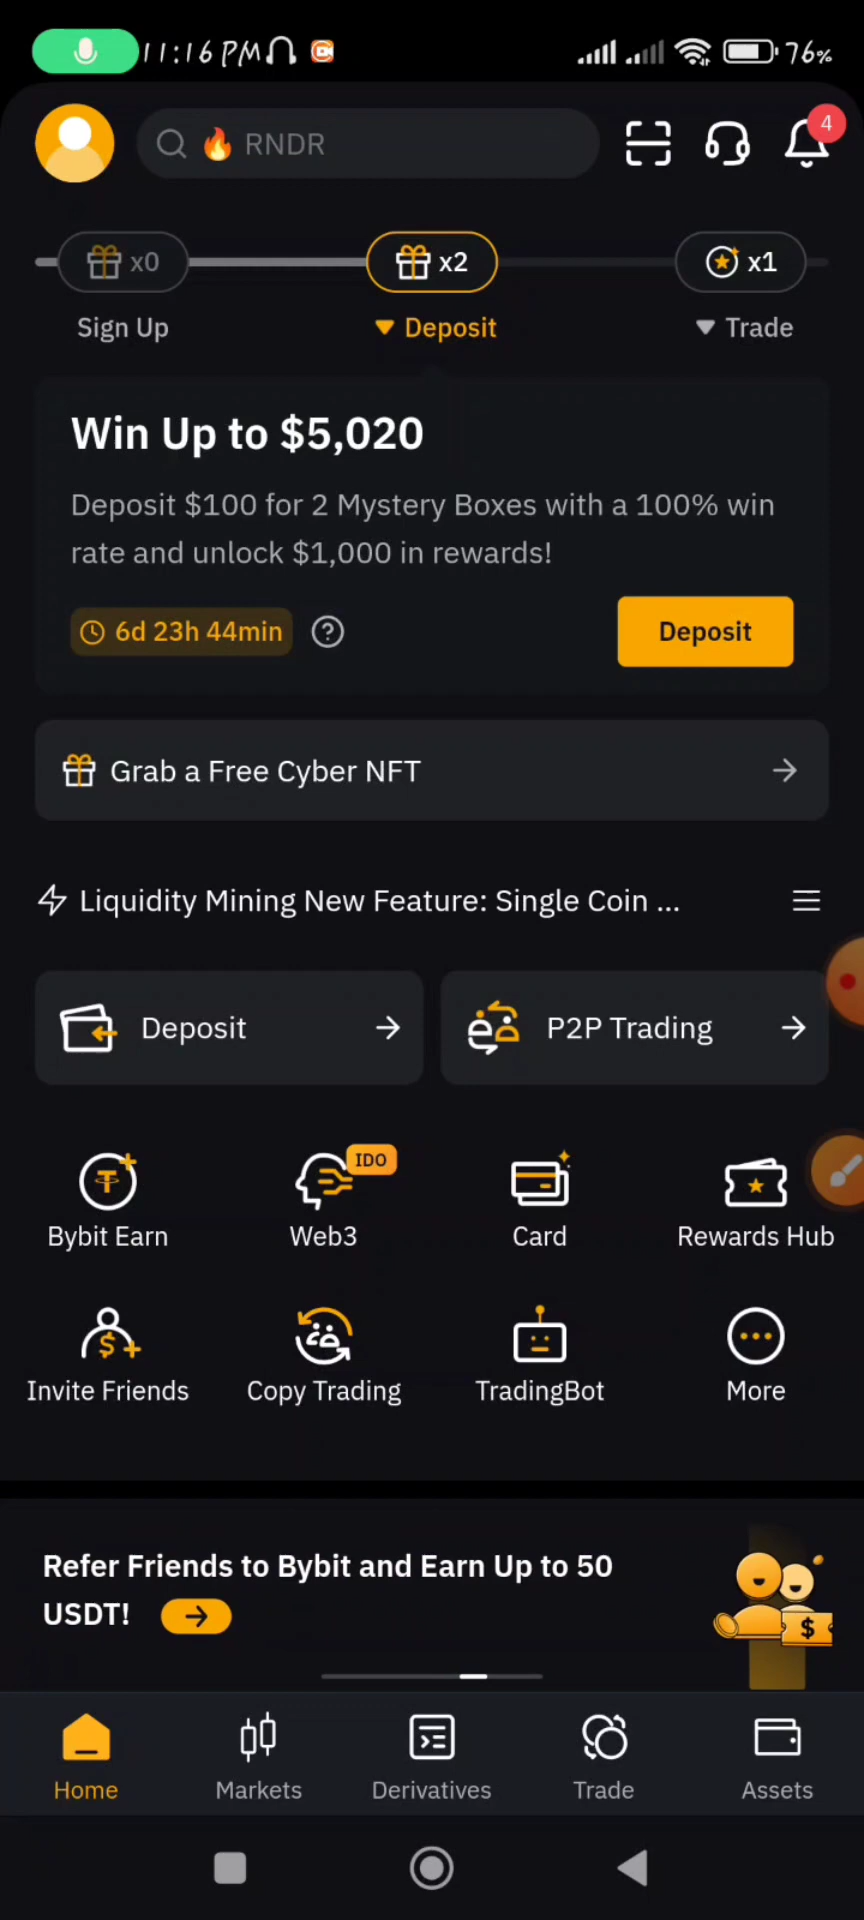 11:16 PM
76%
RNDR
4
x0
x2
x1
Sign Up
Deposit
Trade
Win Up to $5,020
Deposit $100 for 2 Mystery Boxes with a 100% win
rate and unlock $1,000 in rewards!
6d 23h 44min
Deposit
Grab a Free Cyber NFT
Liquidity Mining New Feature: Single Coin ...
Deposit
P2P Trading
IDO
Bybit Earn
Web3
Card
Rewards Hub
Invite Friends
Copy Trading
TradingBot
More
Refer Friends to Bybit and Earn Up to 50
USDT!
Home
Markets
Derivatives
Trade
Assets